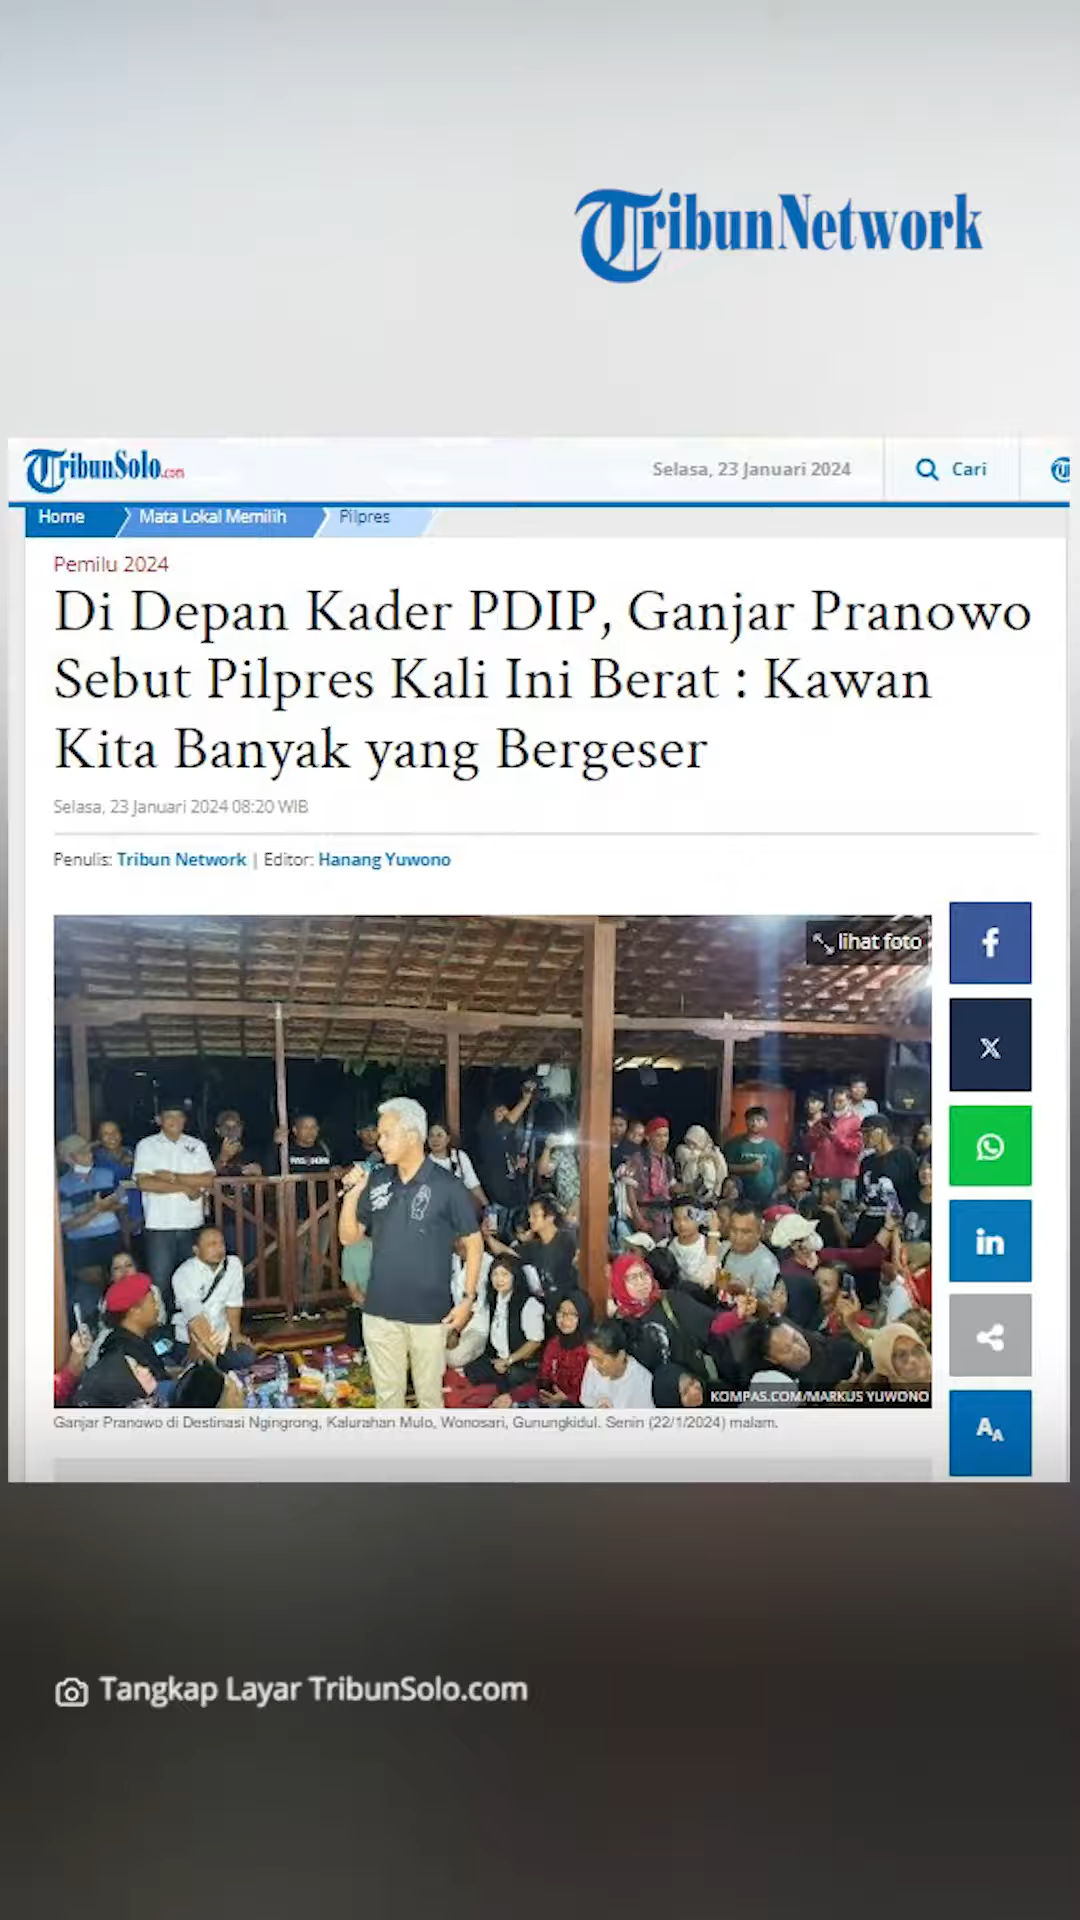 TribunNetwork
TribunSolo.com
Selasa, 23 Januari 2024
Cari
Home
Mata Lokal Memilih
Pilpres
Pemilu 2024
Di Depan Kader PDIP, Ganjar Pranowo
Sebut Pilpres Kali Ini Berat : Kawan
Kita Banyak yang Bergeser
Selasa, 23 Januari 2024 08:20 WIB
Penulis: Tribun Network | Editor: Hanang Yuwono
lihat foto
KOMPAS.COM/MARKUS YUWONO
Ganjar Pranowo di Destinasi Ngingrong, Kalurahan Mulo, Wonosari, Gunungkidul. Senin (22/1/2024) malam.
Tangkap Layar TribunSolo.com